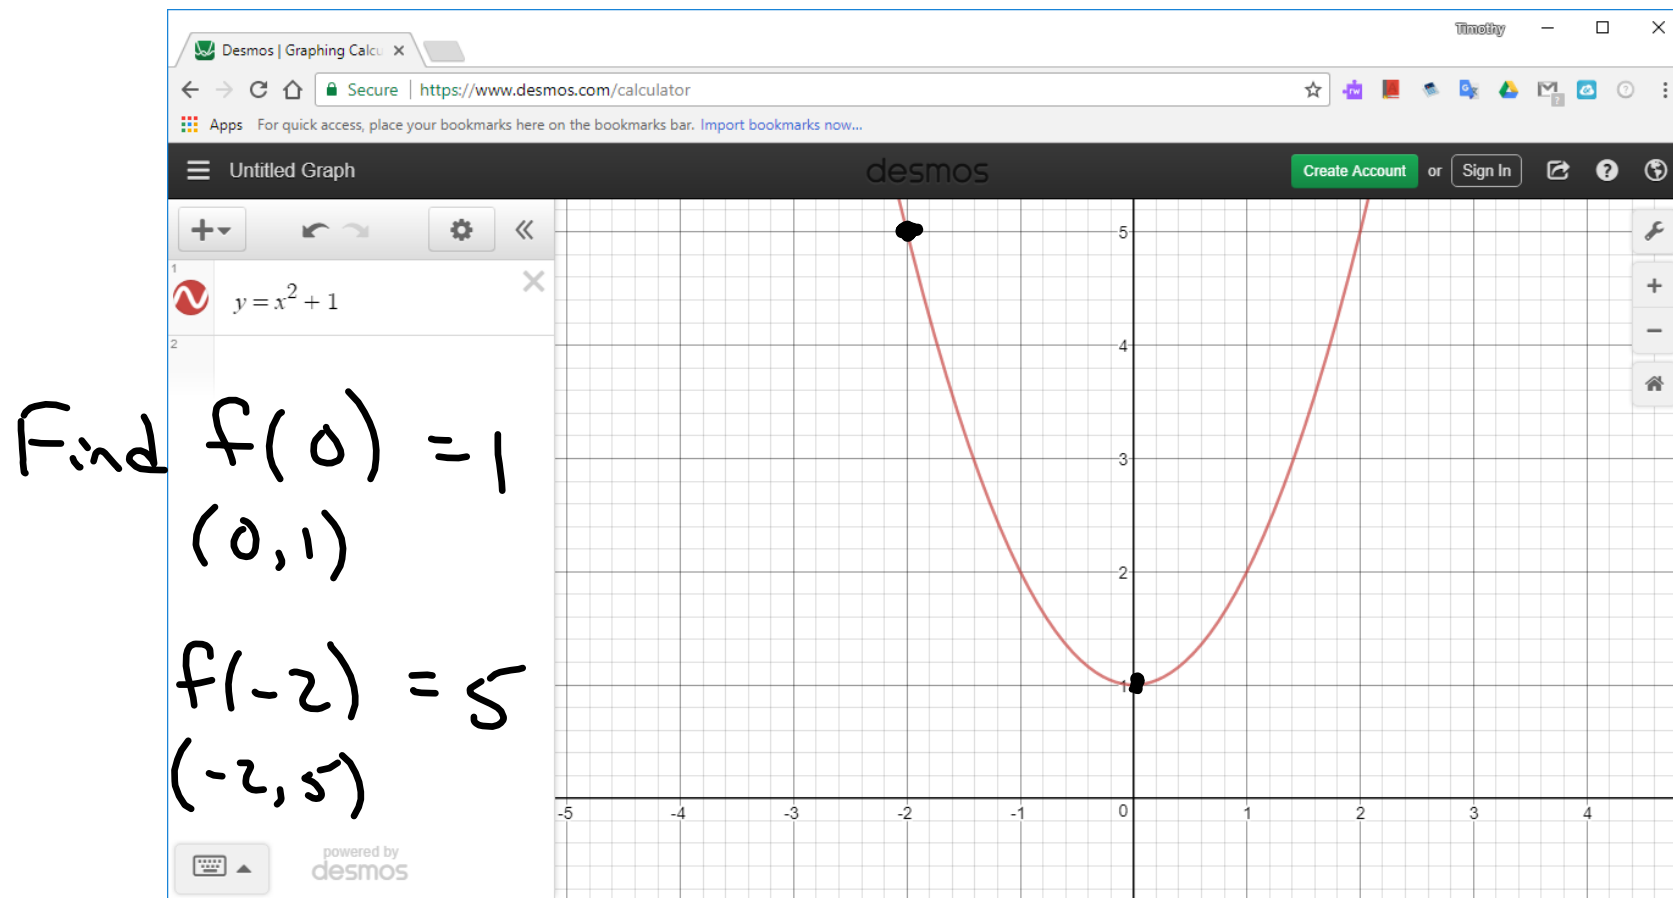 Timothy
Desmos | Graphing Calcu
Secure | https://www.desmos.com/calculator
Apps For quick access, place your bookmarks here on the bookmarks bar. Import bookmarks now...
Untitled Graph
desmos
Create Account or Sign In
1
y = x² + 1
2
Find f(0) = 1
(0,1)
f(-2) = 5
(-2,5)
powered by
desmos
5
4
3
2
1
-5 -4 -3 -2 -1 0 1 2 3 4